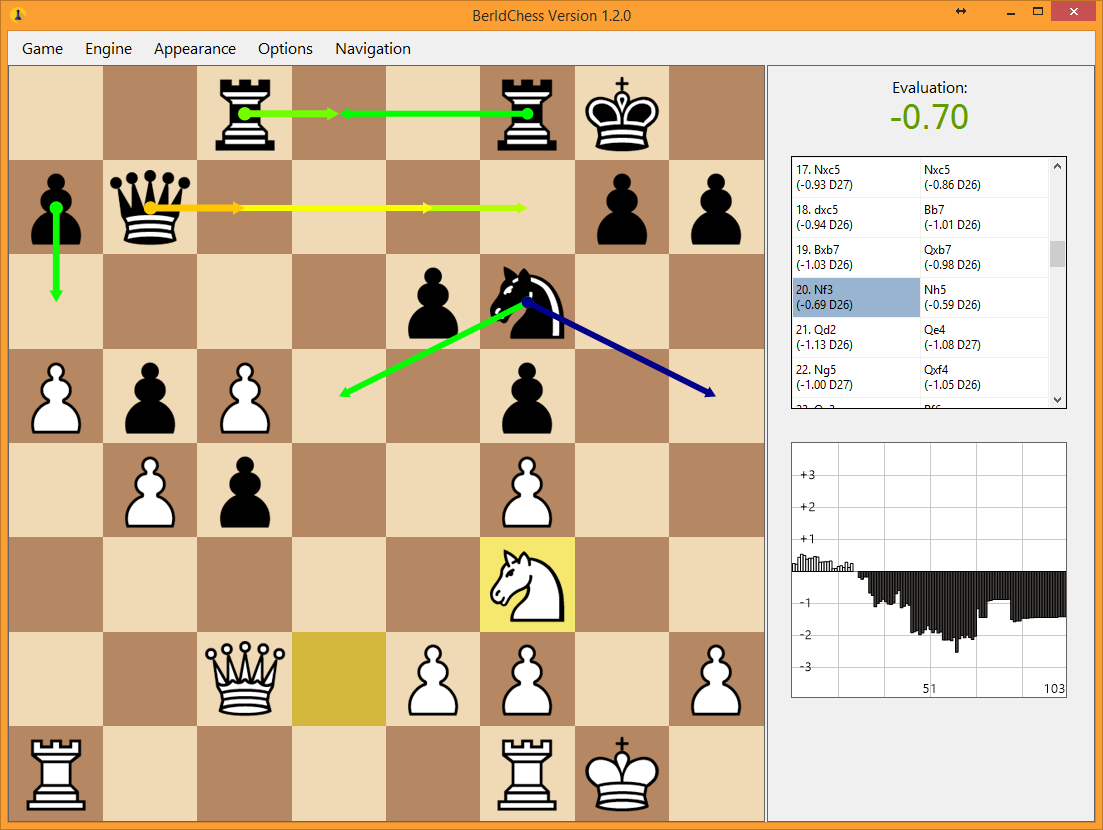 BerldChess Version 1.2.0
Game Engine Appearance Options Navigation
Evaluation:
-0.70
17. Nxc5 Nxc5
(-0.93 D27) (-0.86 D26)
18. dxc5 Bb7
(-0.94 D26) (-1.01 D26)
19. Bxb7 Qxb7
(-1.03 D26) (-0.98 D26)
20. Nf3 Nh5
(-0.69 D26) (-0.59 D26)
21. Qd2 Qe4
(-1.13 D26) (-1.08 D27)
22. Ng5 Qxf4
(-1.00 D27) (-1.05 D26)
+3
+2
+1
-1
-2
-3
51 103